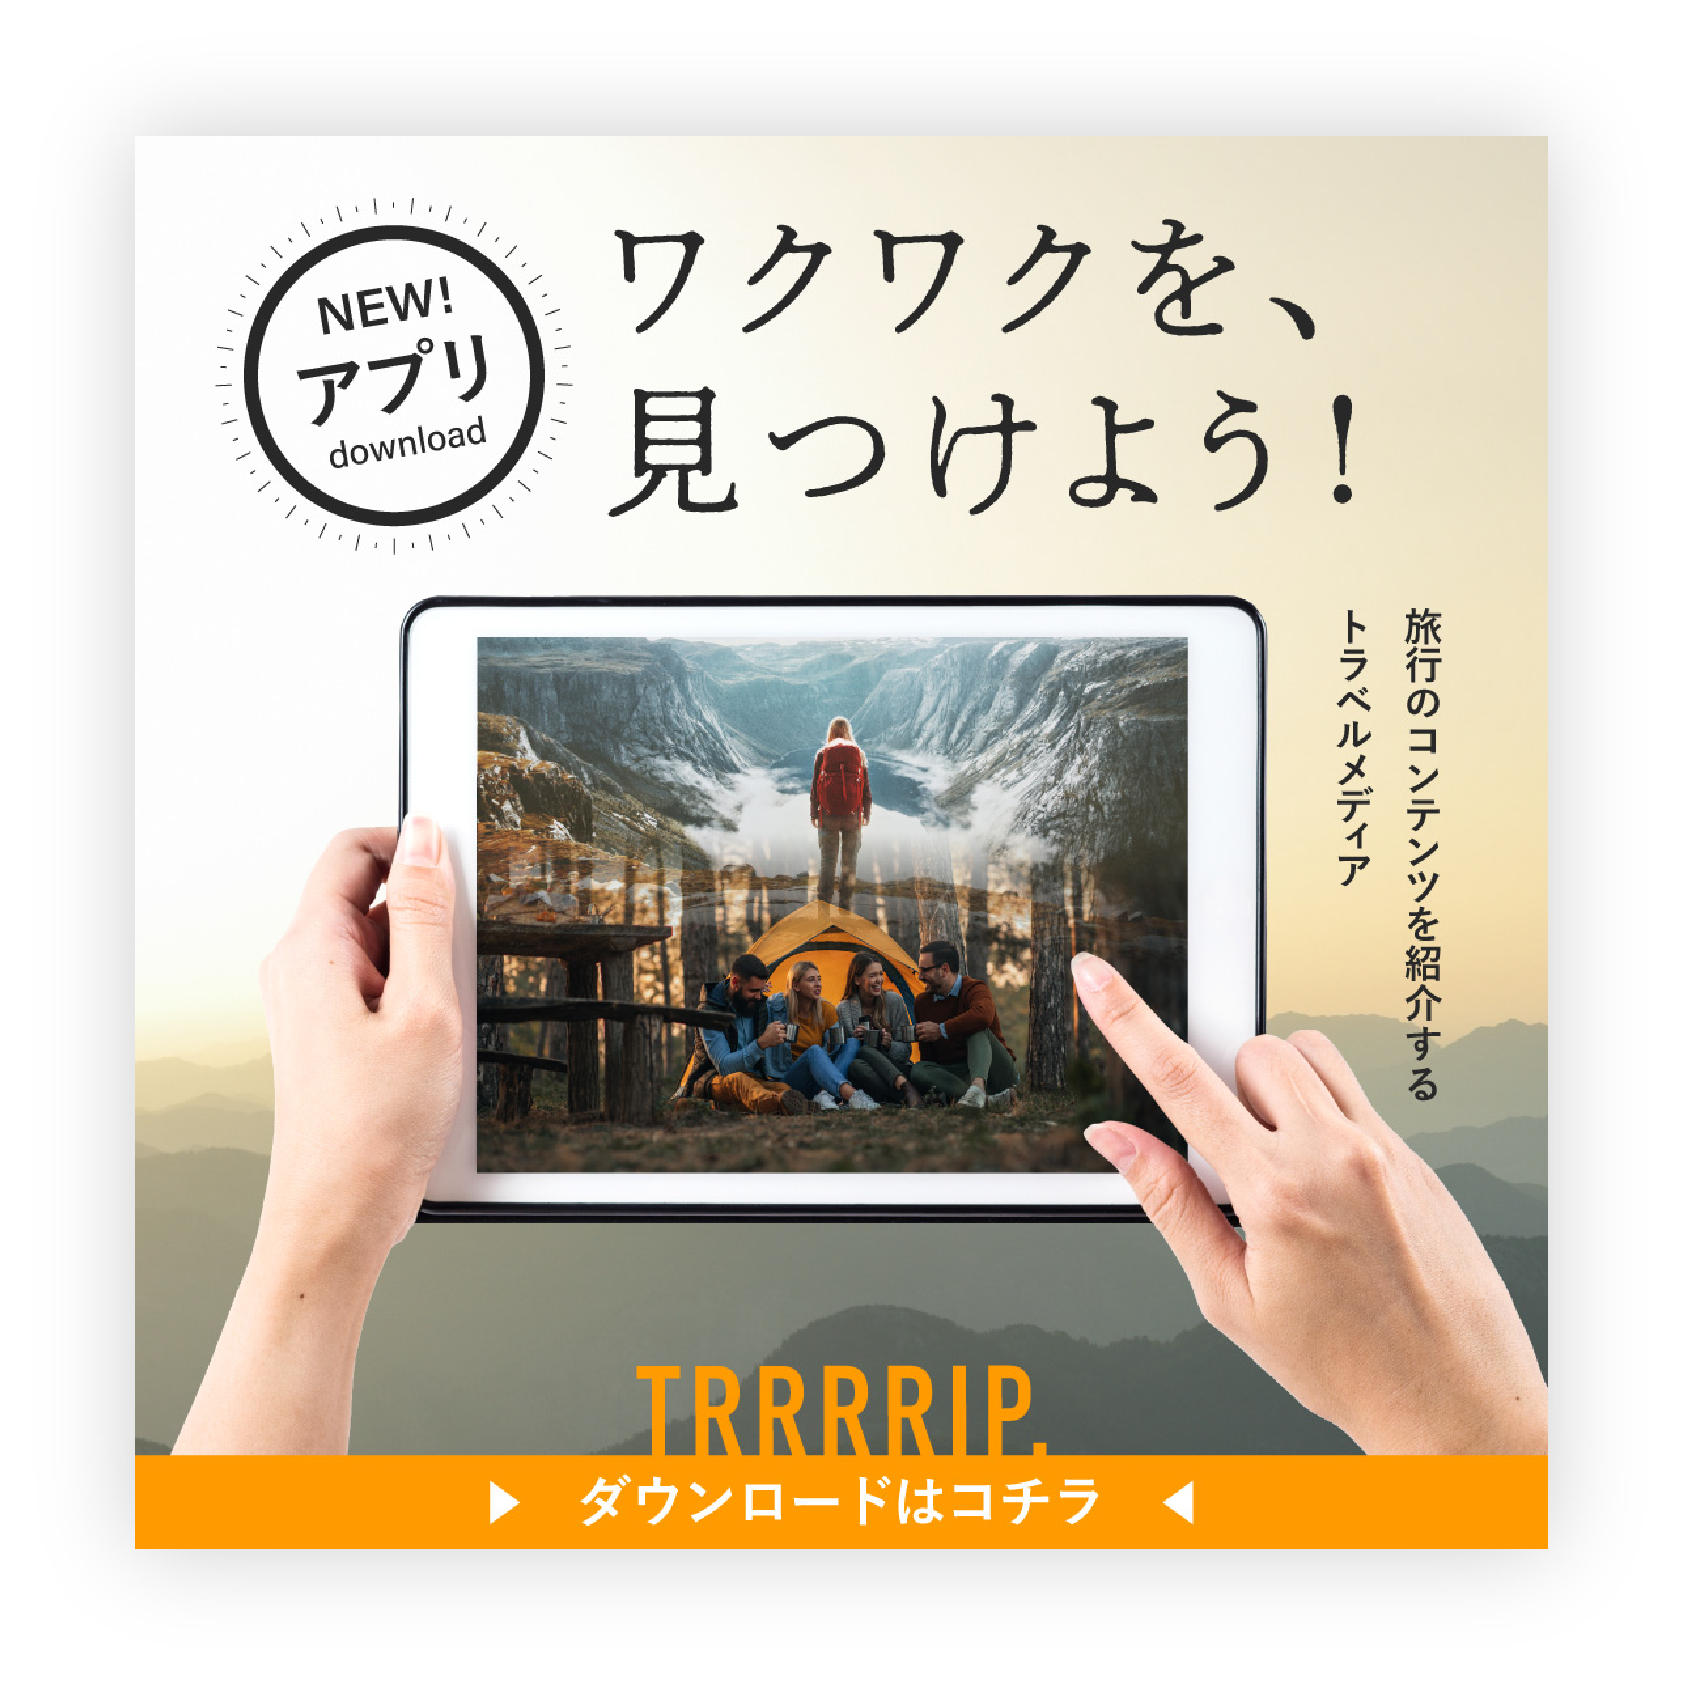 NEW!
アプリ
download
ワクワクを、
見つけよう!
旅行のコンテンツを紹介する
トラベルメディア
TRRRRIP.
▶ ダウンロードはコチラ ◀